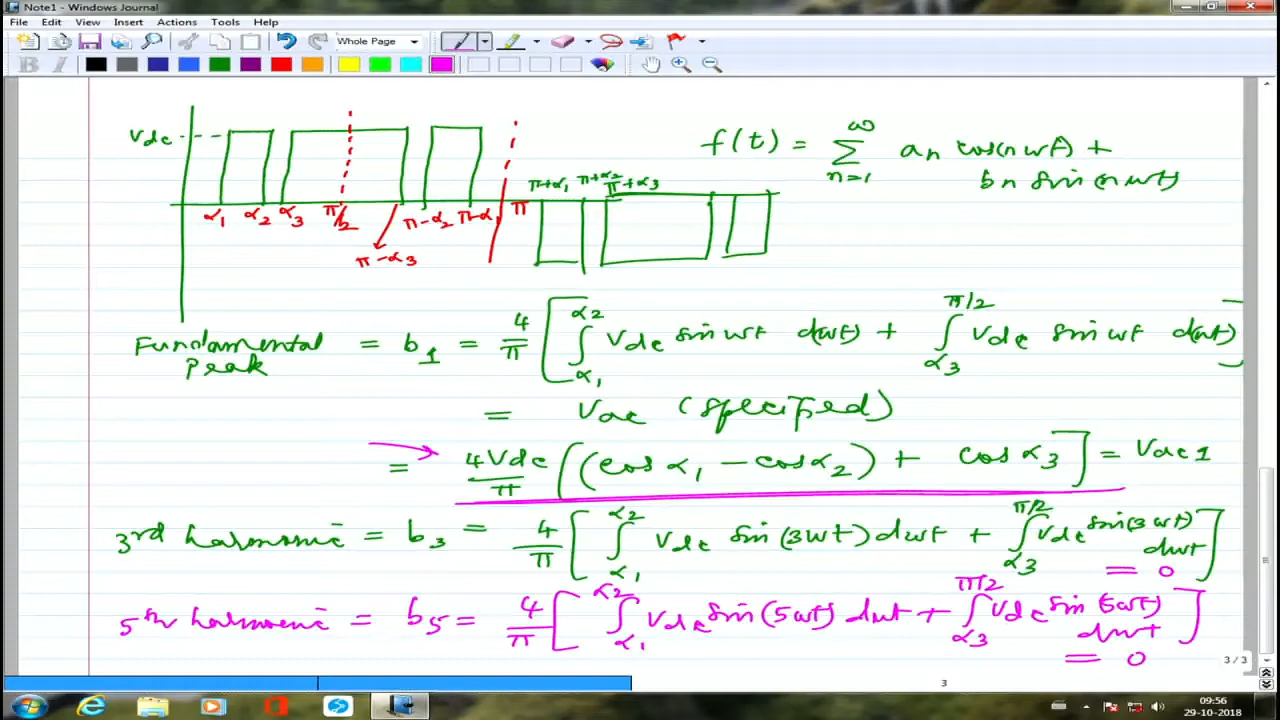 Note1 - Windows Journal
File Edit View Insert Actions Tools Help
Whole Page
B I
Vdc
α1 α2 α3 π/2 π-α2 π-α1 π
π-α3
π+α1 π+α2 π+α3
f(t) = ∑ n=1 ∞ an cos(nωt) +
bn sin(nωt)
Fundamental Peak = b1 = 4/π [ ∫α1^α2 Vdc sin ωt d(ωt) + ∫α3^π/2 Vdc sin ωt d(ωt) ]
= Vac (specified)
= 4Vdc/π [(cos α1 - cos α2) + cos α3] = Vac1
3rd harmonic = b3 = 4/π [ ∫α1^α2 Vdc sin(3ωt) dωt + ∫α3^π/2 Vdc sin(3ωt) dωt ]
= 0
5th harmonic = b5 = 4/π [ ∫α1^α2 Vdc sin(5ωt) dωt + ∫α3^π/2 Vdc sin(5ωt) dωt ]
= 0
3/3
3
09:56
29-10-2018